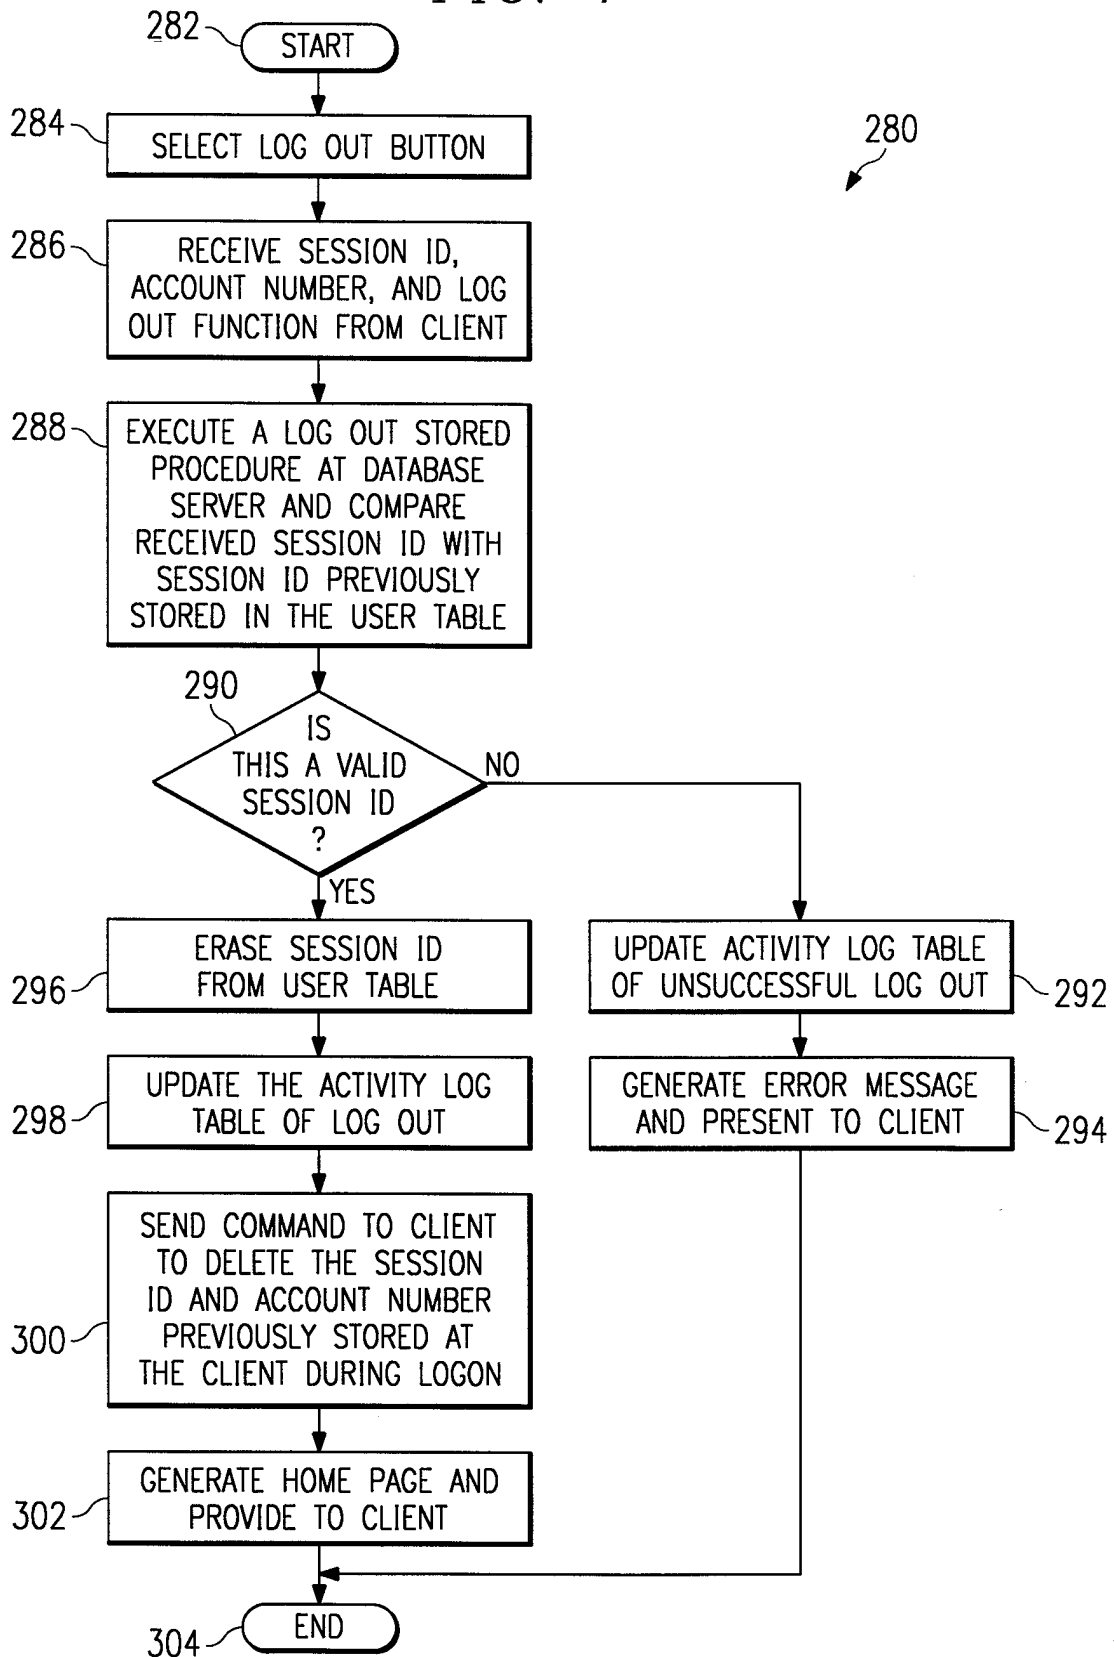 282
START
284
SELECT LOG OUT BUTTON
280
286
RECEIVE SESSION ID,
ACCOUNT NUMBER, AND LOG
OUT FUNCTION FROM CLIENT
288
EXECUTE A LOG OUT STORED
PROCEDURE AT DATABASE
SERVER AND COMPARE
RECEIVED SESSION ID WITH
SESSION ID PREVIOUSLY
STORED IN THE USER TABLE
290
IS
THIS A VALID
SESSION ID
?
NO
YES
296
ERASE SESSION ID
FROM USER TABLE
UPDATE ACTIVITY LOG TABLE
OF UNSUCCESSFUL LOG OUT
292
298
UPDATE THE ACTIVITY LOG
TABLE OF LOG OUT
GENERATE ERROR MESSAGE
AND PRESENT TO CLIENT
294
300
SEND COMMAND TO CLIENT
TO DELETE THE SESSION
ID AND ACCOUNT NUMBER
PREVIOUSLY STORED AT
THE CLIENT DURING LOGON
302
GENERATE HOME PAGE AND
PROVIDE TO CLIENT
END
304